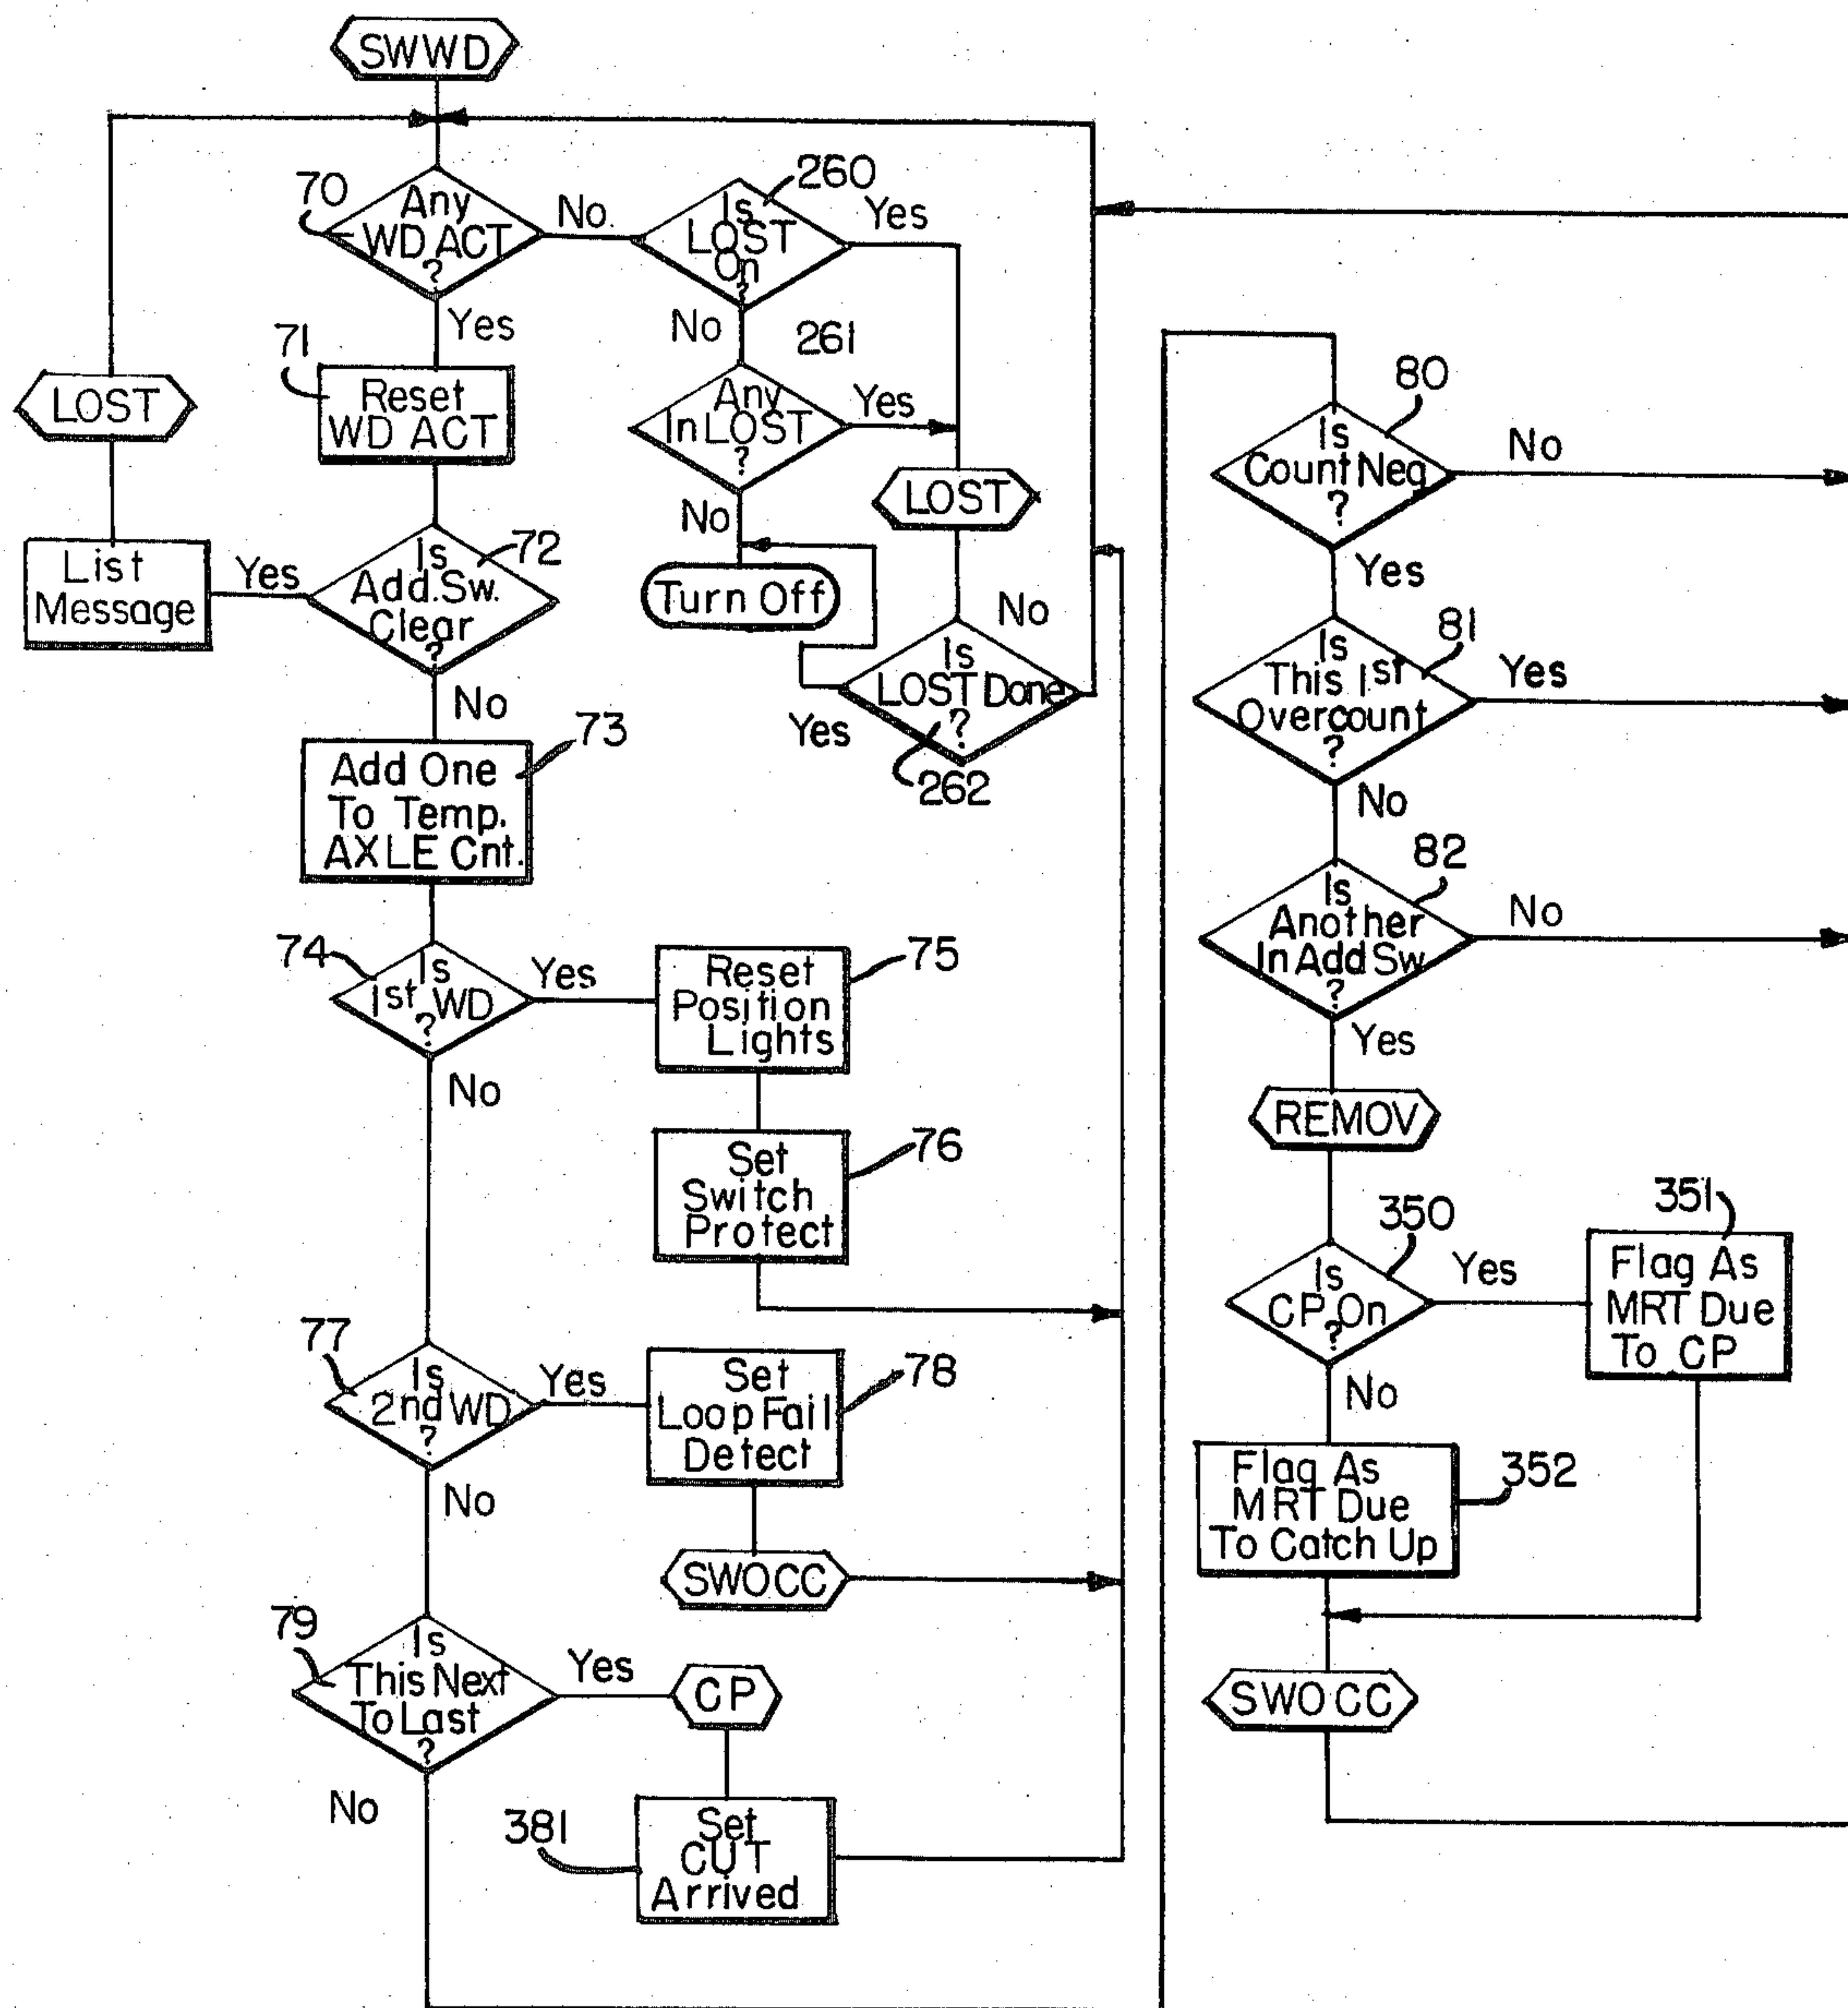 SWWD
70
Any
WD ACT
?
No
Yes
260
Is
LOST
On
?
Yes
No
71
Reset
WD ACT
261
Any
In LOST
?
Yes
No
LOST
LOST
Turn Off
72
Is
Add. Sw.
Clear
?
Yes
No
List
Message
No
Is
LOST Done
?
Yes
262
73
Add One
To Temp.
AXLE Cnt.
74
Is
1st WD
?
Yes
No
75
Reset
Position
Lights
76
Set
Switch
Protect
77
Is
2nd WD
?
Yes
No
78
Set
Loop Fail
Detect
SWOCC
79
Is
This Next
To Last
?
Yes
No
CP
381
Set
CUT
Arrived
80
Is
Count Neg
?
No
Yes
81
Is
This 1st
Overcount
?
Yes
No
82
Is
Another
In Add Sw
?
No
Yes
REMOV
350
Is
CP On
?
Yes
No
351
Flag As
MRT Due
To CP
352
Flag As
MRT Due
To Catch Up
SWOCC